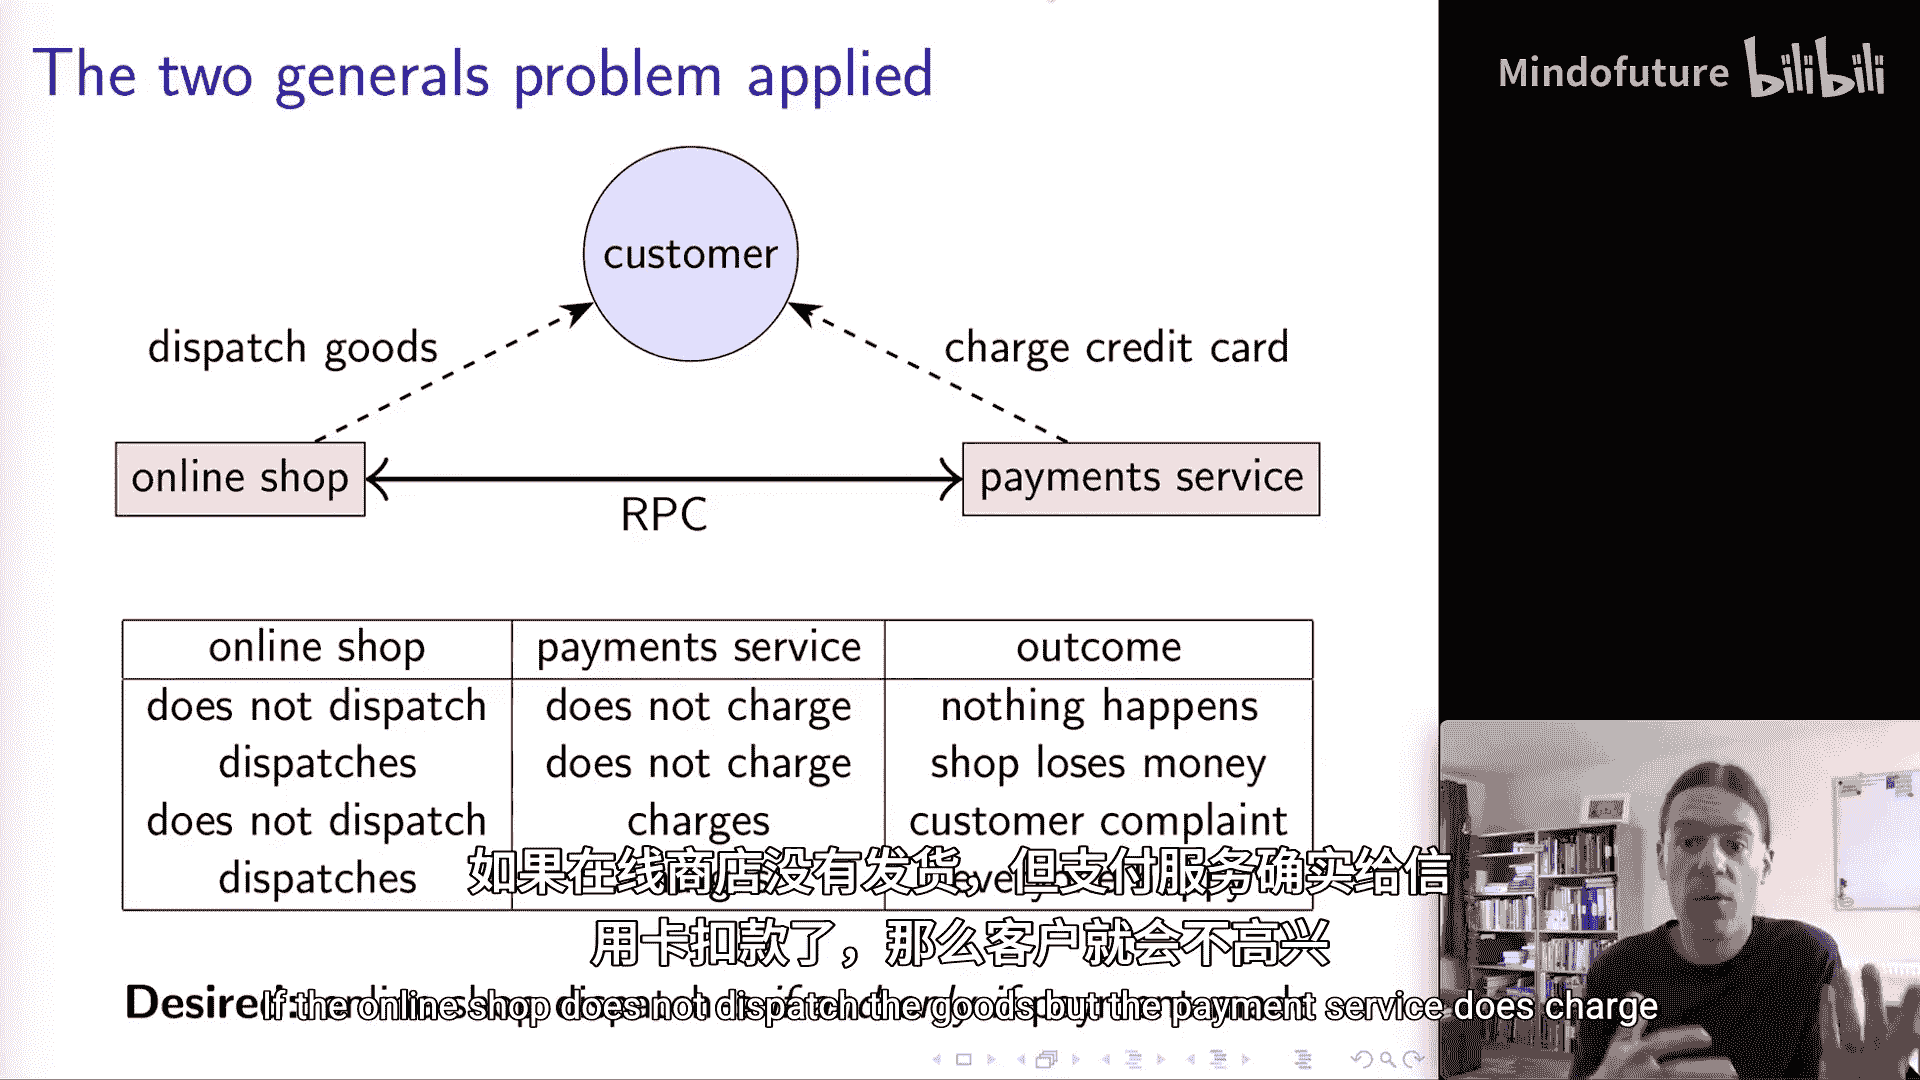 The two generals problem applied
Mindofuture bilibili
customer
dispatch goods
charge credit card
online shop
payments service
RPC
online shop payments service outcome
does not dispatch does not charge nothing happens
dispatches does not charge shop loses money
does not dispatch charges customer complaint
dispatches
如果在线商店没有发货，但支付服务确实给信
用卡扣款了，那么客户就会不高兴
Desired:
If the online shop does not dispatch the goods but the payment service does charge